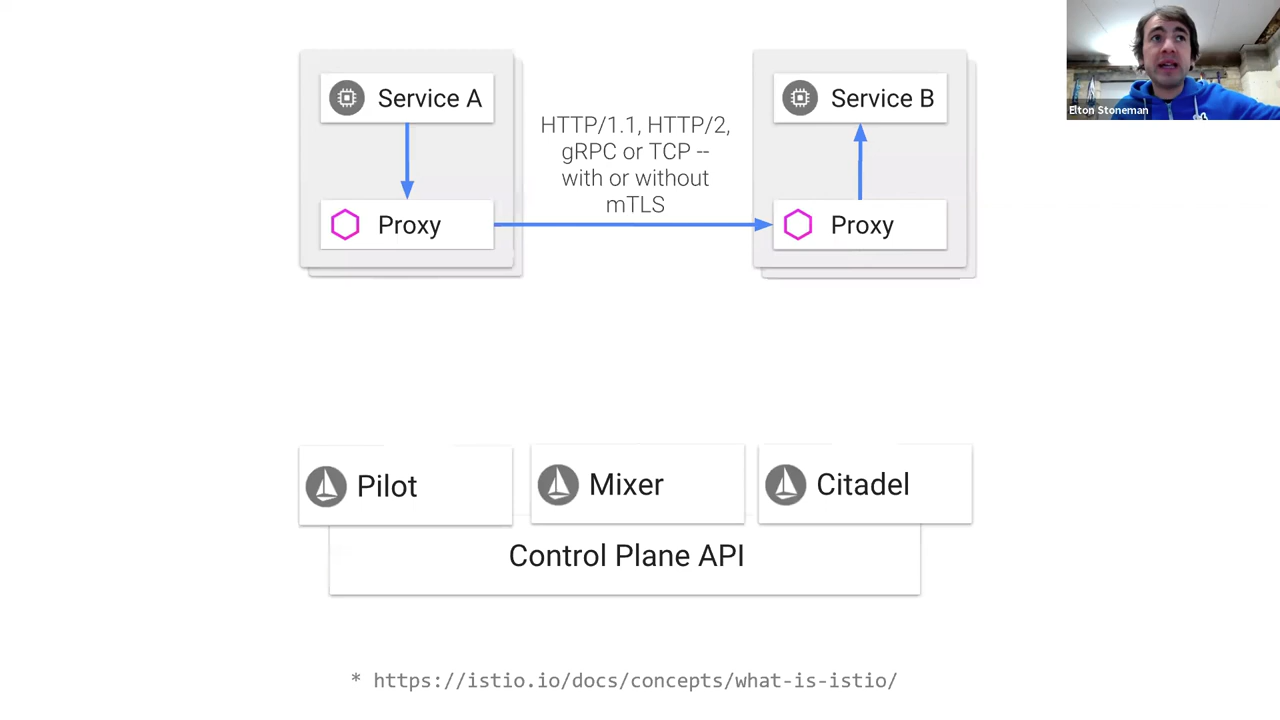 Service A
Service B
Elton Stoneman
HTTP/1.1, HTTP/2,
gRPC or TCP --
with or without
mTLS
Proxy
Proxy
Pilot
Mixer
Citadel
Control Plane API
* https://istio.io/docs/concepts/what-is-istio/